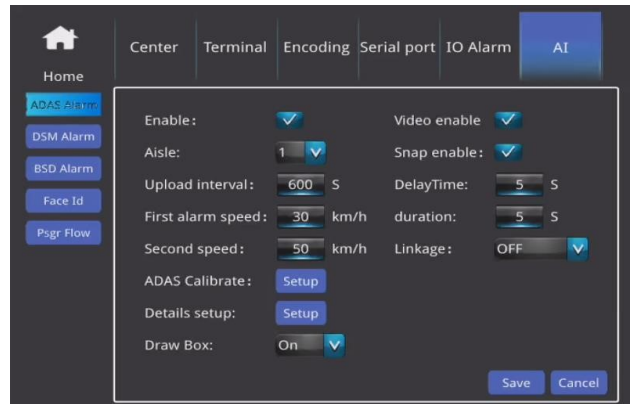 Home
Center
Terminal
Encoding
Serial port
IO Alarm
AI
ADAS Alarm
DSM Alarm
BSD Alarm
Face Id
Psgr Flow
Enable: Video enable
Aisle: 1 Snap enable:
Upload interval: 600 S DelayTime: 5 S
First alarm speed: 30 km/h duration: 5 S
Second speed: 50 km/h Linkage: OFF
ADAS Calibrate: Setup
Details setup: Setup
Draw Box: On
Save Cancel